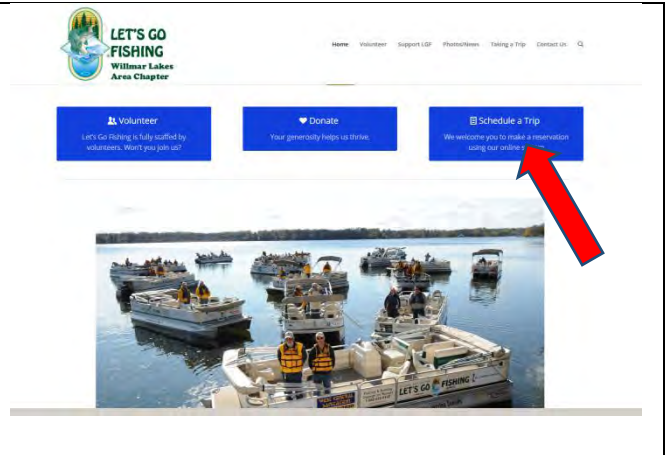 LET'S GO
FISHING
Willmar Lakes
Area Chapter
Home Volunteer Support LGF Photos/News Taking a Trip Contact Us
Volunteer
Let's Go Fishing is fully staffed by
volunteers. Won't you join us?
Donate
Your generosity helps us thrive.
Schedule a Trip
We welcome you to make a reservation
using our online
LET'S GO FISHING